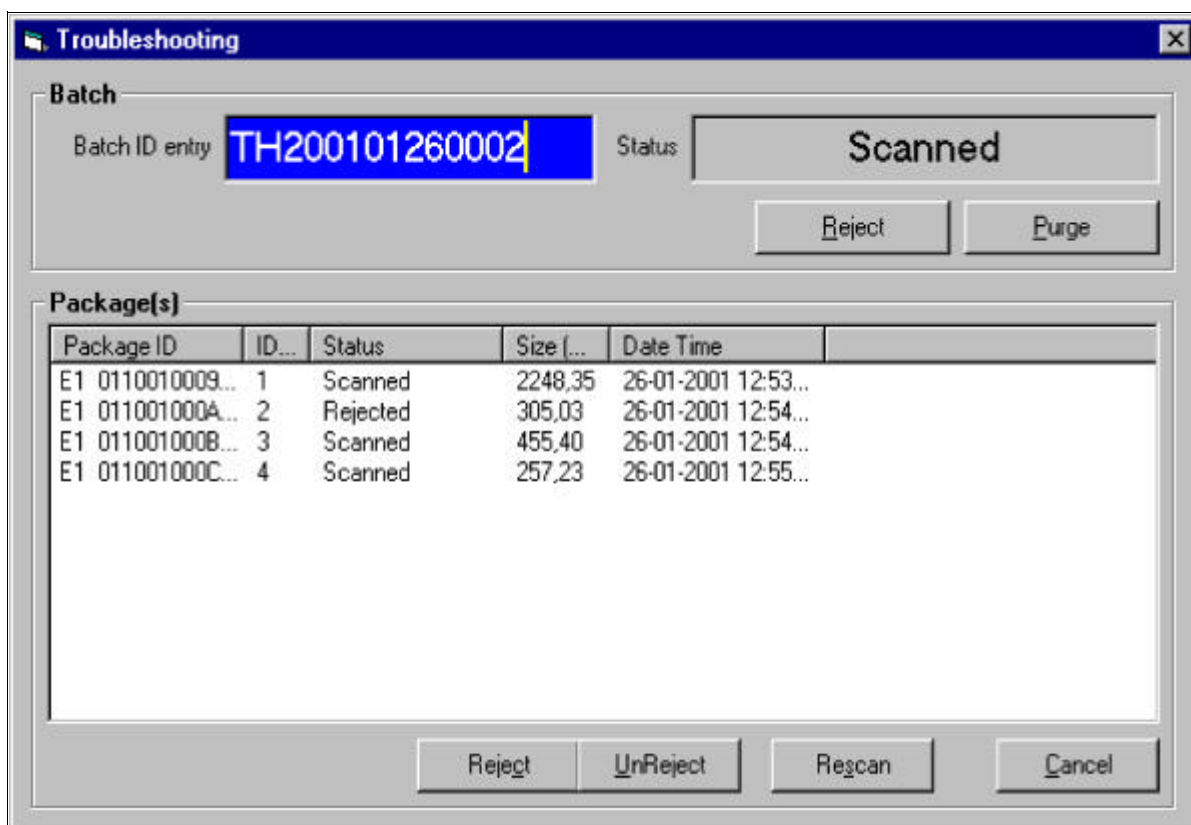 Troubleshooting
Batch
Batch ID entry TH200101260002 Status Scanned
Reject Purge
Package(s)
Package ID ID... Status Size (... Date Time
E1 0110010009... 1 Scanned 2248,35 26-01-2001 12:53...
E1 011001000A... 2 Rejected 305,03 26-01-2001 12:54...
E1 011001000B... 3 Scanned 455,40 26-01-2001 12:54...
E1 011001000C... 4 Scanned 257,23 26-01-2001 12:55...
Reject UnReject Rescan Cancel